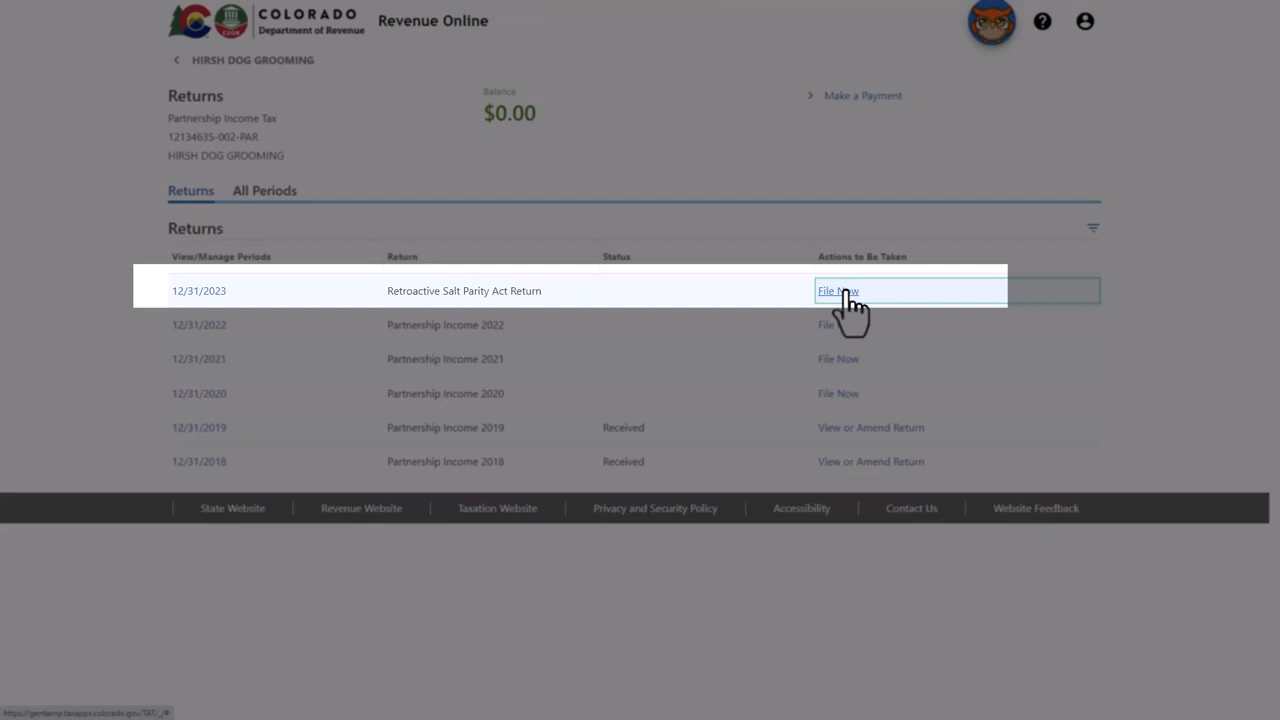 COLORADO
Department of Revenue
Revenue Online
HIRSH DOG GROOMING
Returns
Partnership Income Tax
12134635-002-PAR
HIRSH DOG GROOMING
Balance
$0.00
Make a Payment
Returns All Periods
Returns
View/Manage Periods Return Status Actions to Be Taken
12/31/2023 Retroactive Salt Parity Act Return File Now
12/31/2022 Partnership Income 2022 File
12/31/2021 Partnership Income 2021 File Now
12/31/2020 Partnership Income 2020 File Now
12/31/2019 Partnership Income 2019 Received View or Amend Return
12/31/2018 Partnership Income 2018 Received View or Amend Return
State Website | Revenue Website | Taxation Website | Privacy and Security Policy | Accessibility | Contact Us | Website Feedback